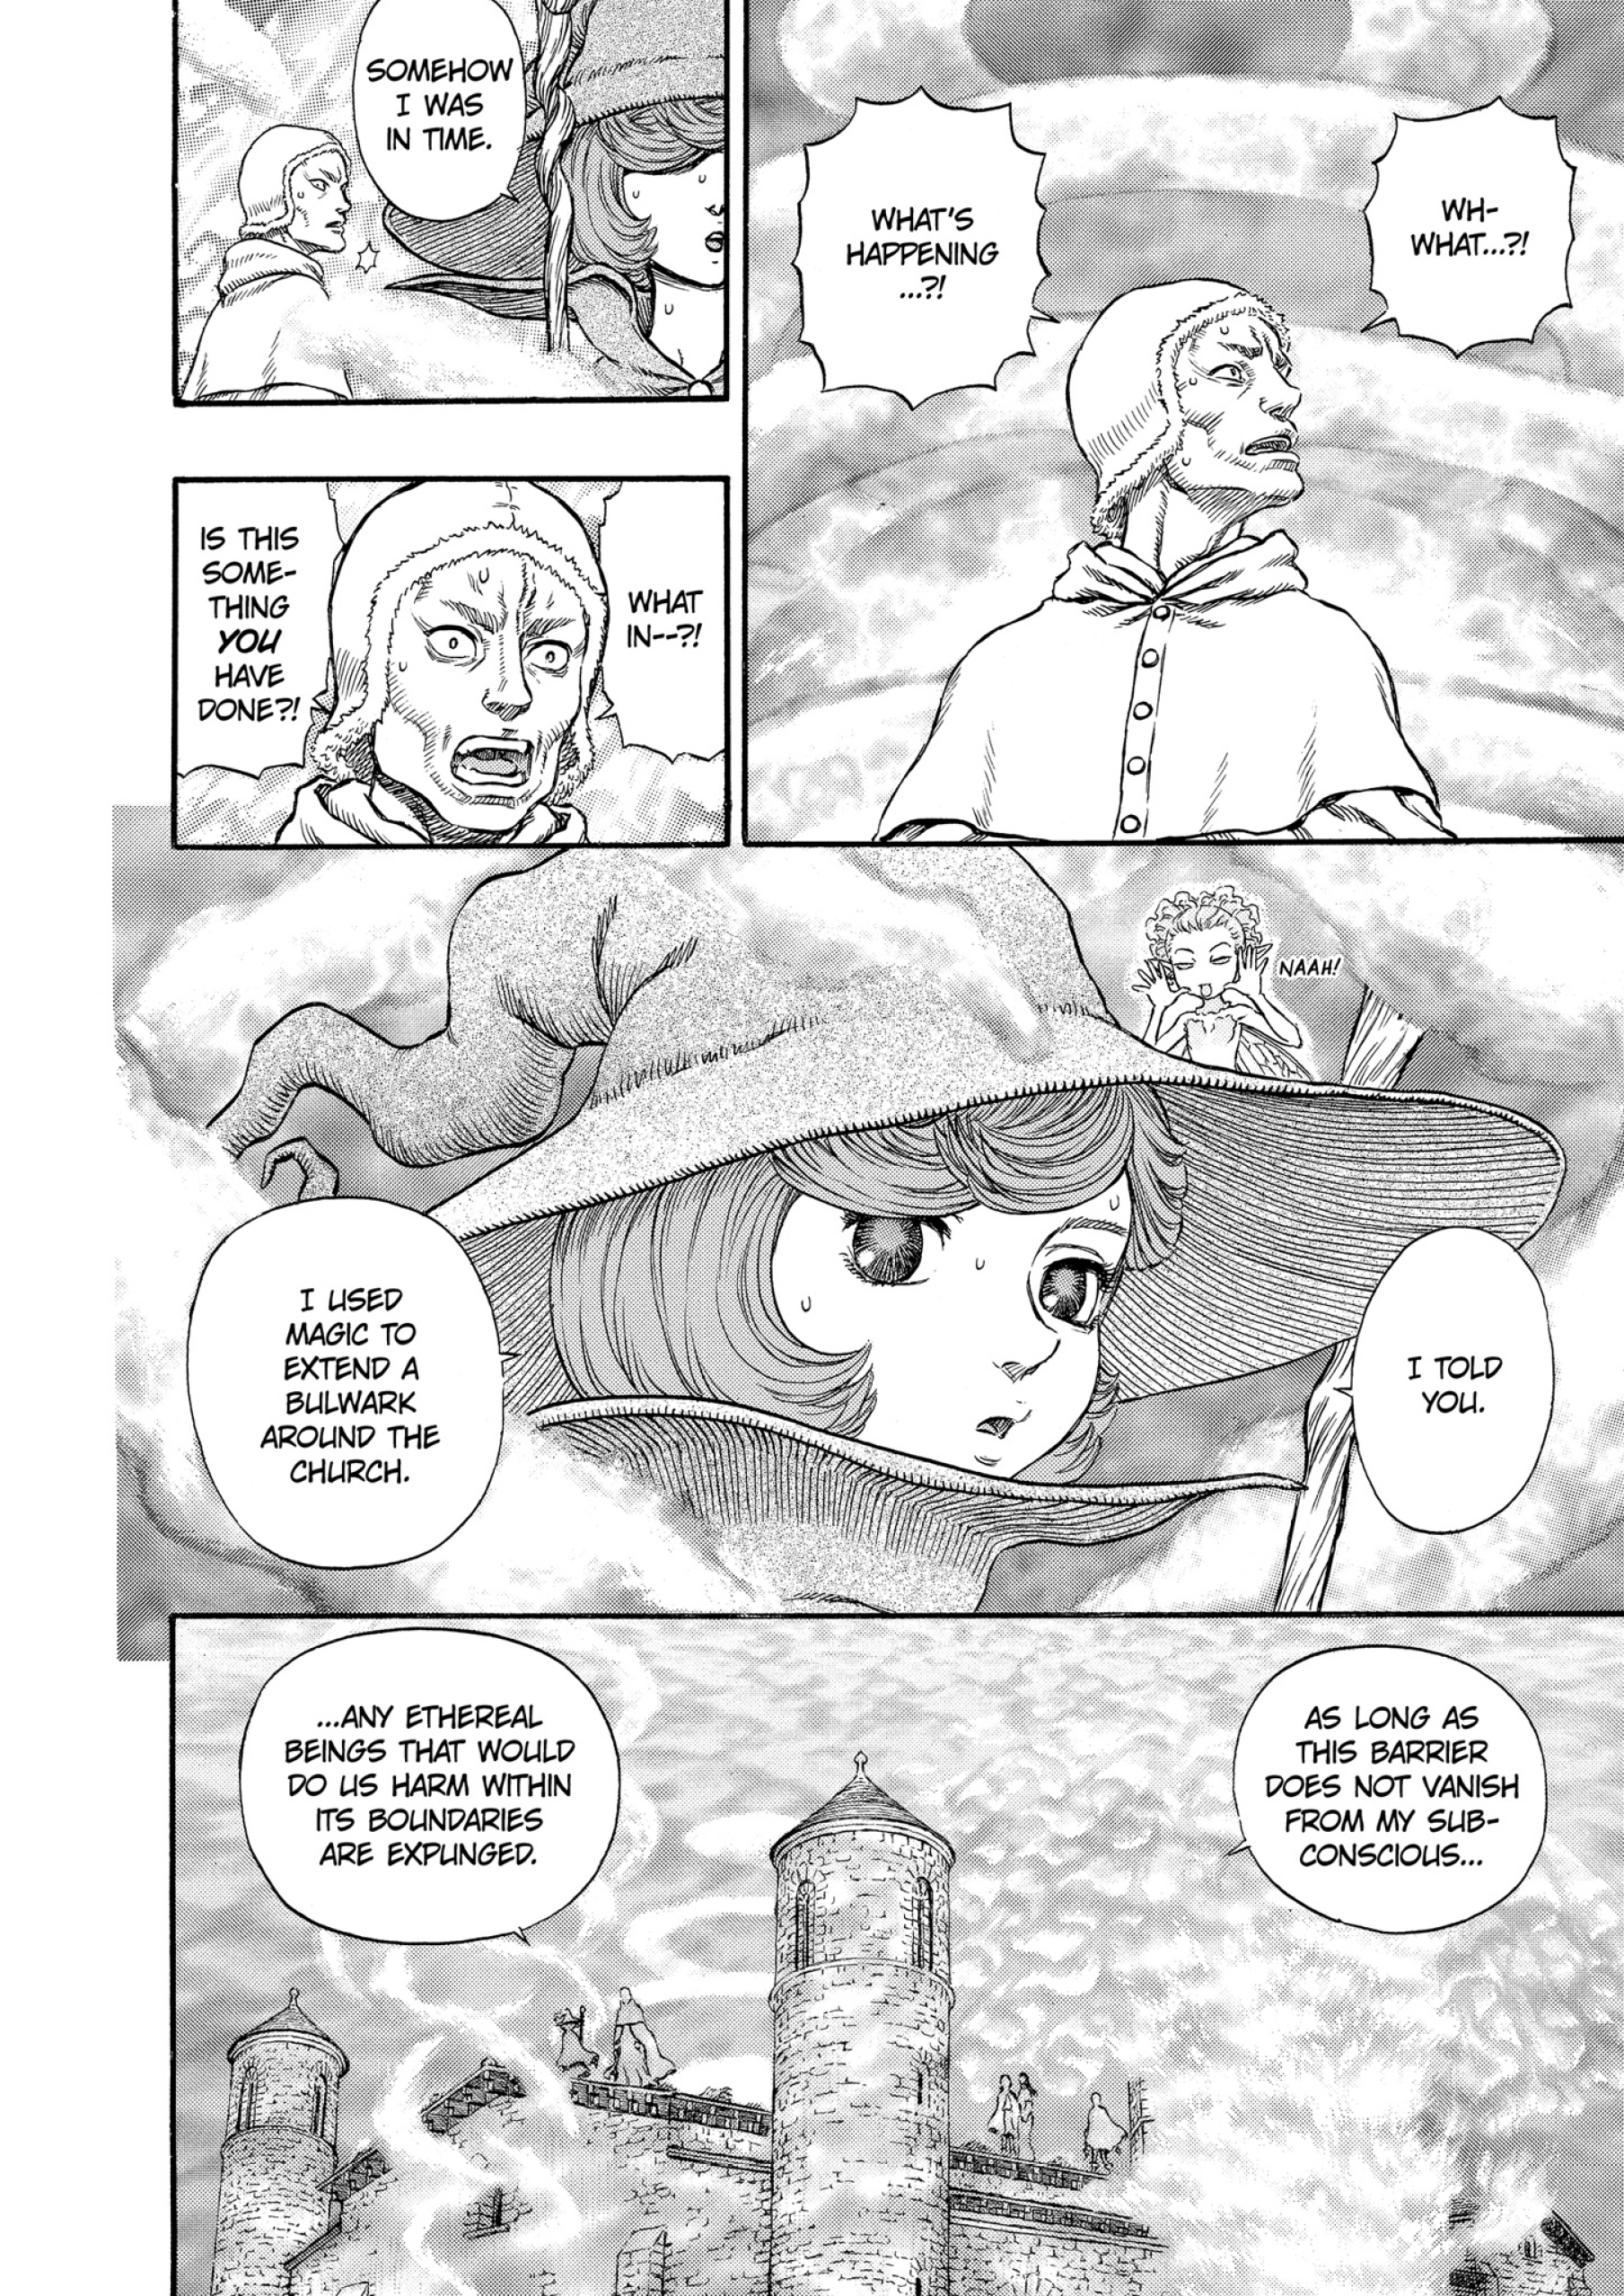 WH-
WHAT...?!
WHAT'S
HAPPENING
...?!
SOMEHOW
I WAS
IN TIME.
WHAT
IN--?!
IS THIS
SOME-
THING
YOU
HAVE
DONE?!
NAAH!
I TOLD
YOU.
I USED
MAGIC TO
EXTEND A
BULWARK
AROUND THE
CHURCH.
AS LONG AS
THIS BARRIER
DOES NOT VANISH
FROM MY SUB-
CONSCIOUS...
...ANY ETHEREAL
BEINGS THAT WOULD
DO US HARM WITHIN
ITS BOUNDARIES
ARE EXPUNGED.